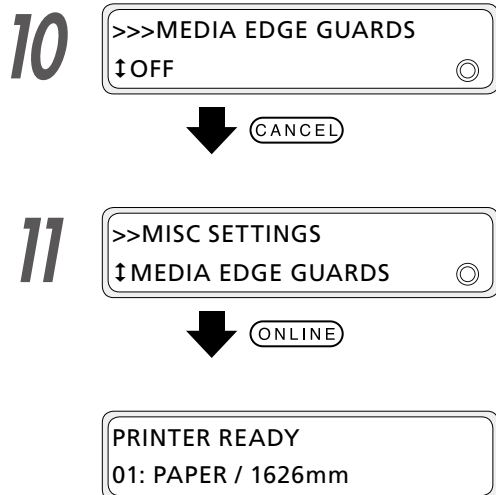 10
>>>MEDIA EDGE GUARDS
↕OFF
CANCEL
11
>>MISC SETTINGS
↕MEDIA EDGE GUARDS
ONLINE
PRINTER READY
01: PAPER / 1626mm